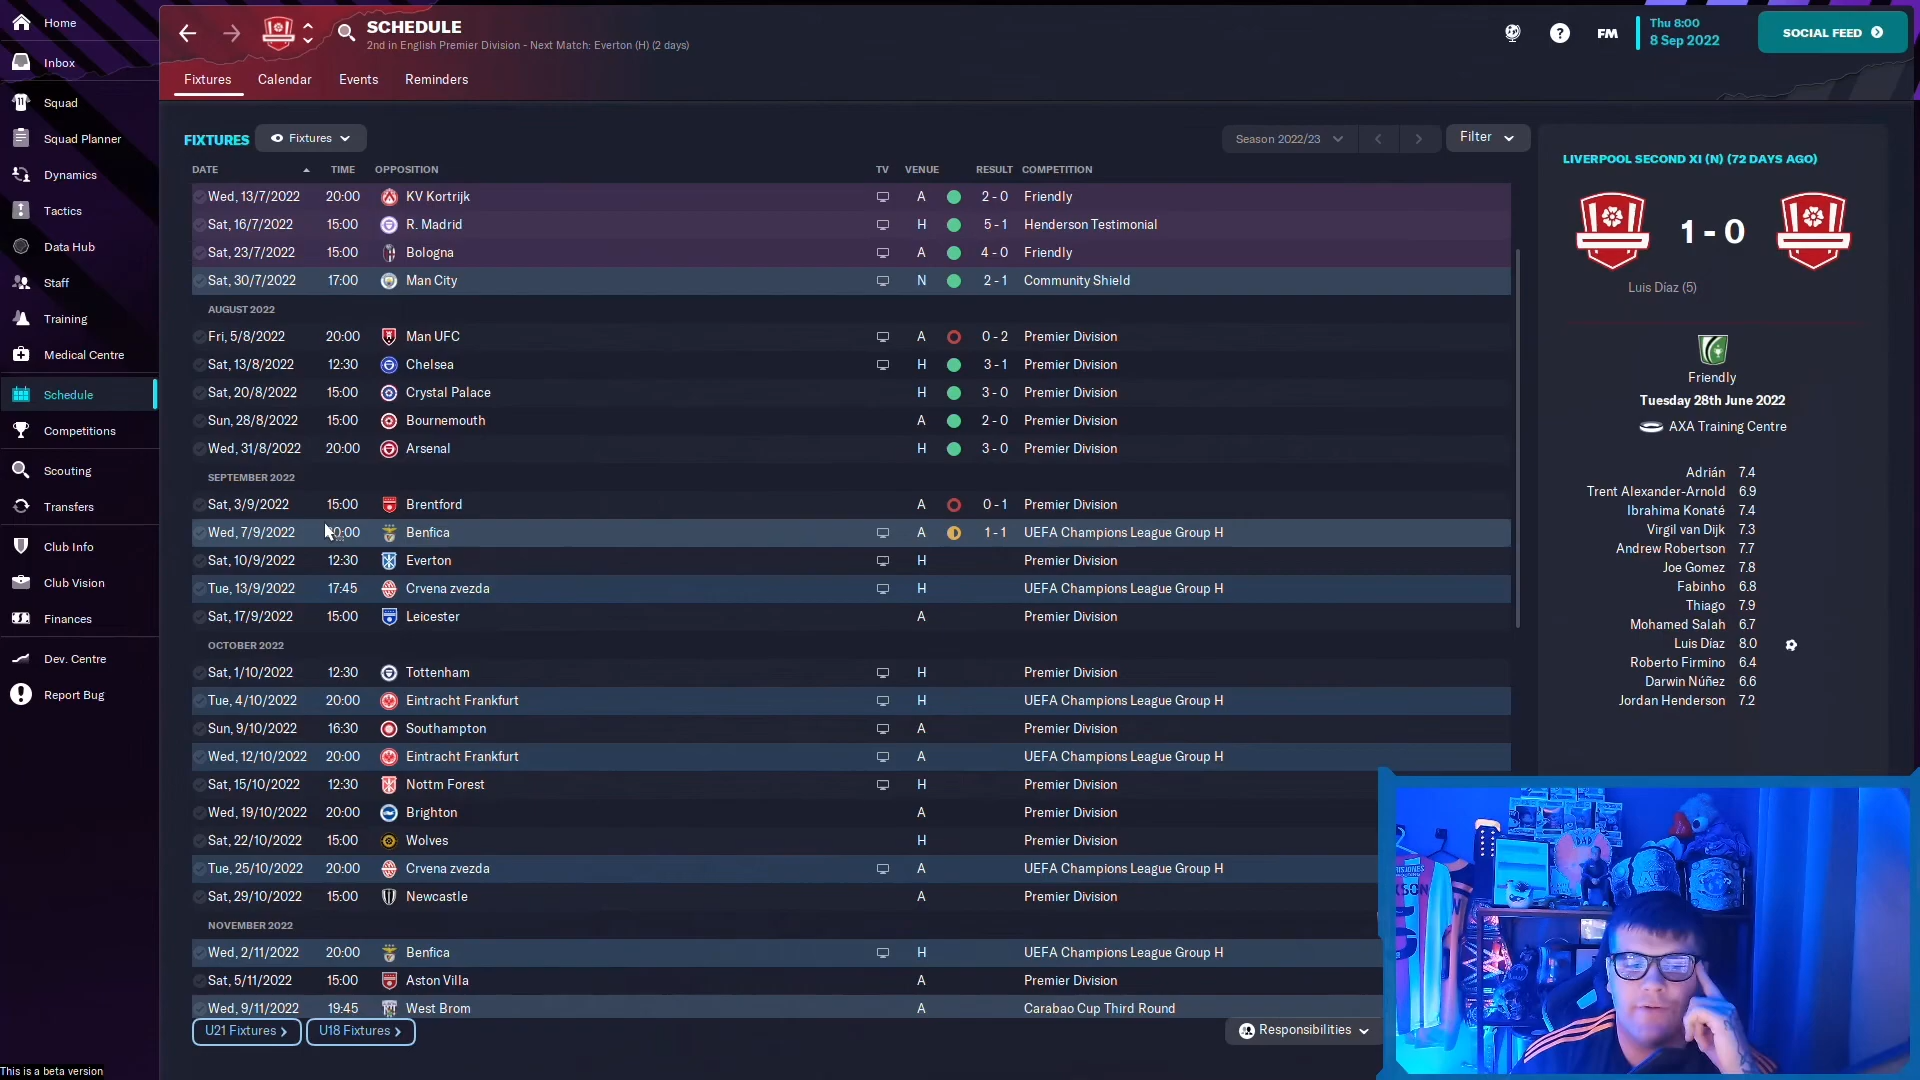 Home
Inbox
Squad
Squad Planner
Dynamics
Tactics
Data Hub
Staff
Training
Medical Centre
Schedule
Competitions
Scouting
Transfers
Club Info
Club Vision
Finances
Dev. Centre
Report Bug
This is a beta version
SCHEDULE
2nd in English Premier Division - Next Match: Everton (H) (2 days)
FM
Thu 8:00
8 Sep 2022
SOCIAL FEED
Fixtures Calendar Events Reminders
FIXTURES Fixtures Season 2022/23 Filter
DATE TIME OPPOSITION TV VENUE RESULT COMPETITION
Wed, 13/7/2022 20:00 KV Kortrijk A 2 - 0 Friendly
Sat, 16/7/2022 15:00 R. Madrid H 5 - 1 Henderson Testimonial
Sat, 23/7/2022 15:00 Bologna A 4 - 0 Friendly
Sat, 30/7/2022 17:00 Man City N 2 - 1 Community Shield
AUGUST 2022
Fri, 5/8/2022 20:00 Man UFC A 0 - 2 Premier Division
Sat, 13/8/2022 12:30 Chelsea H 3 - 1 Premier Division
Sat, 20/8/2022 15:00 Crystal Palace H 3 - 0 Premier Division
Sun, 28/8/2022 15:00 Bournemouth A 2 - 0 Premier Division
Wed, 31/8/2022 20:00 Arsenal H 3 - 0 Premier Division
SEPTEMBER 2022
Sat, 3/9/2022 15:00 Brentford A 0 - 1 Premier Division
Wed, 7/9/2022 Benfica A 1 - 1 UEFA Champions League Group H
Sat, 10/9/2022 12:30 Everton H Premier Division
Tue, 13/9/2022 17:45 Crvena zvezda H UEFA Champions League Group H
Sat, 17/9/2022 15:00 Leicester A Premier Division
OCTOBER 2022
Sat, 1/10/2022 12:30 Tottenham H Premier Division
Tue, 4/10/2022 20:00 Eintracht Frankfurt H UEFA Champions League Group H
Sun, 9/10/2022 16:30 Southampton A Premier Division
Wed, 12/10/2022 20:00 Eintracht Frankfurt A UEFA Champions League Group H
Sat, 15/10/2022 12:30 Nottm Forest H Premier Division
Wed, 19/10/2022 20:00 Brighton A Premier Division
Sat, 22/10/2022 15:00 Wolves H Premier Division
Tue, 25/10/2022 20:00 Crvena zvezda A UEFA Champions League Group H
Sat, 29/10/2022 15:00 Newcastle A Premier Division
NOVEMBER 2022
Wed, 2/11/2022 20:00 Benfica H UEFA Champions League Group H
Sat, 5/11/2022 15:00 Aston Villa A Premier Division
Wed, 9/11/2022 19:45 West Brom A Carabao Cup Third Round
U21 Fixtures U18 Fixtures Responsibilities
LIVERPOOL SECOND XI (N) (72 DAYS AGO)
1 - 0
Luis Díaz (5)
Friendly
Tuesday 28th June 2022
AXA Training Centre
Adrián 7.4
Trent Alexander-Arnold 6.9
Ibrahima Konaté 7.4
Virgil van Dijk 7.3
Andrew Robertson 7.7
Joe Gomez 7.8
Fabinho 6.8
Thiago 7.9
Mohamed Salah 6.7
Luis Díaz 8.0
Roberto Firmino 6.4
Darwin Núñez 6.6
Jordan Henderson 7.2